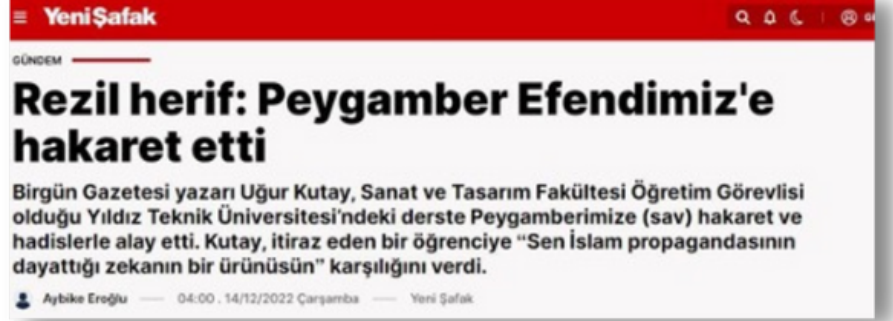 YeniŞafak
GÜNDEM
Rezil herif: Peygamber Efendimiz'e
hakaret etti
Birgün Gazetesi yazarı Uğur Kutay, Sanat ve Tasarım Fakültesi Öğretim Görevlisi
olduğu Yıldız Teknik Üniversitesi'ndeki derste Peygamberimize (sav) hakaret ve
hadislerle alay etti. Kutay, itiraz eden bir öğrenciye “Sen İslam propagandasının
dayattığı zekanın bir ürünüsün” karşılığını verdi.
Aybike Eroğlu — 04:00 . 14/12/2022 Çarşamba — Yeni Şafak